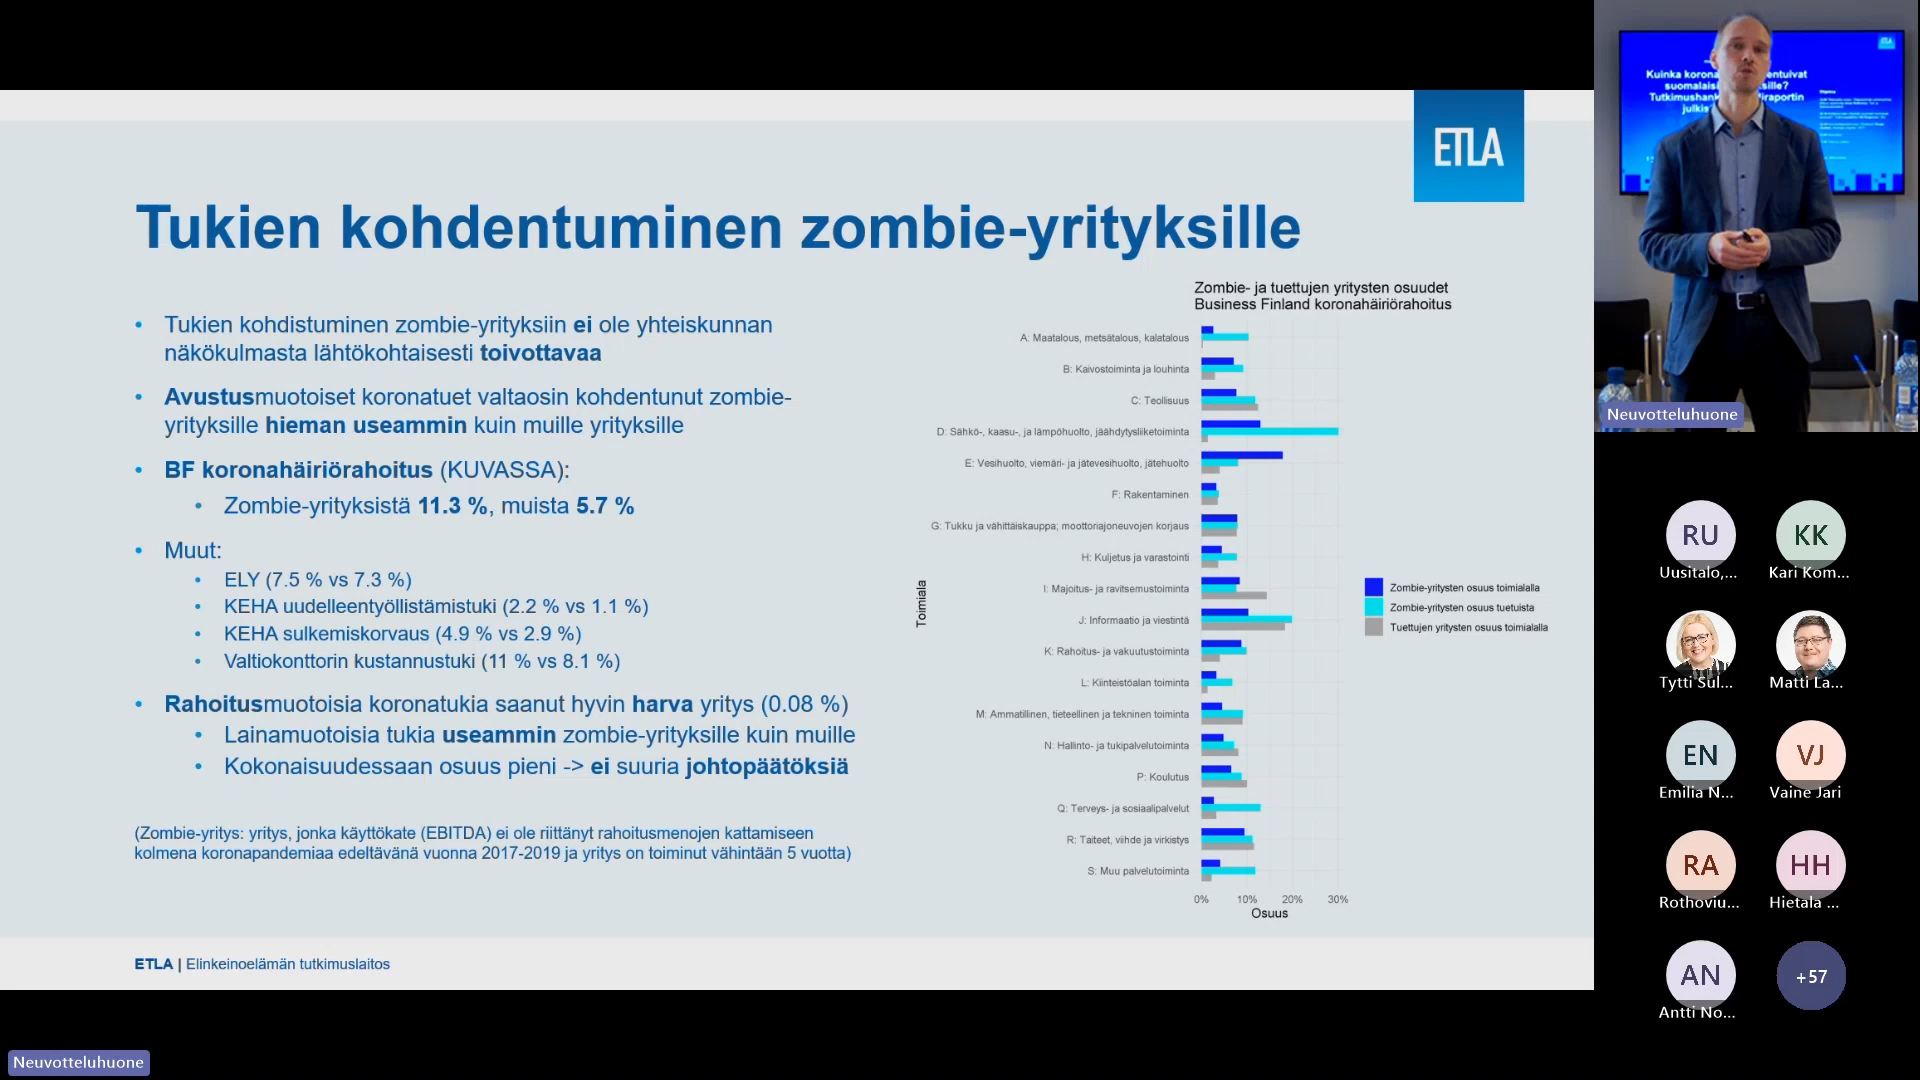 ETLA
Tukien kohdentuminen zombie-yrityksille
• Tukien kohdistuminen zombie-yrityksiin ei ole yhteiskunnan
näkökulmasta lähtökohtaisesti toivottavaa
• Avustusmuotoiset koronatuet valtaosin kohdentunut zombie-
yrityksille hieman useammin kuin muille yrityksille
• BF koronahäiriörahoitus (KUVASSA):
• Zombie-yrityksistä 11.3 %, muista 5.7 %
• Muut:
• ELY (7.5 % vs 7.3 %)
• KEHA uudelleentyöllistämistuki (2.2 % vs 1.1 %)
• KEHA sulkemiskorvaus (4.9 % vs 2.9 %)
• Valtiokonttorin kustannustuki (11 % vs 8.1 %)
• Rahoitusmuotoisia koronatukia saanut hyvin harva yritys (0.08 %)
• Lainamuotoisia tukia useammin zombie-yrityksille kuin muille
• Kokonaisuudessaan osuus pieni -> ei suuria johtopäätöksiä
(Zombie-yritys: yritys, jonka käyttökate (EBITDA) ei ole riittänyt rahoitusmenojen kattamiseen
kolmena koronapandemiaa edeltävänä vuonna 2017-2019 ja yritys on toiminut vähintään 5 vuotta)
Zombie- ja tuettujen yritysten osuudet
Business Finland koronahäiriörahoitus
Toimiala
A: Maatalous, metsätalous, kalatalous
B: Kaivostoiminta ja louhinta
C: Teollisuus
D: Sähkö-, kaasu-, ja lämpöhuolto, jäähdytysliiketoiminta
E: Vesihuolto, viemäri- ja jätevesihuolto, jätehuolto
F: Rakentaminen
G: Tukku ja vähittäiskauppa; moottoriajoneuvojen korjaus
H: Kuljetus ja varastointi
I: Majoitus- ja ravitsemustoiminta
J: Informaatio ja viestintä
K: Rahoitus- ja vakuutustoiminta
L: Kiinteistöalan toiminta
M: Ammatillinen, tieteellinen ja tekninen toiminta
N: Hallinto- ja tukipalvelutoiminta
P: Koulutus
Q: Terveys- ja sosiaalipalvelut
R: Taiteet, viihde ja virkistys
S: Muu palvelutoiminta
0% 10% 20% 30%
Osuus
Zombie-yritysten osuus toimialalla
Zombie-yritysten osuus tuetuista
Tuettujen yritysten osuus toimialalla
ETLA | Elinkeinoelämän tutkimuslaitos
Neuvotteluhuone
ETLA
Kuinka korona entuivat
suomalaisi sille?
Tutkimushan iraportin
julkis
Neuvotteluhuone
RU KK
Uusitalo,... Kari Kom...
Tytti Sul... Matti La...
EN VJ
Emilia N... Vaine Jari
RA HH
Rothoviu... Hietala ...
AN +57
Antti No...